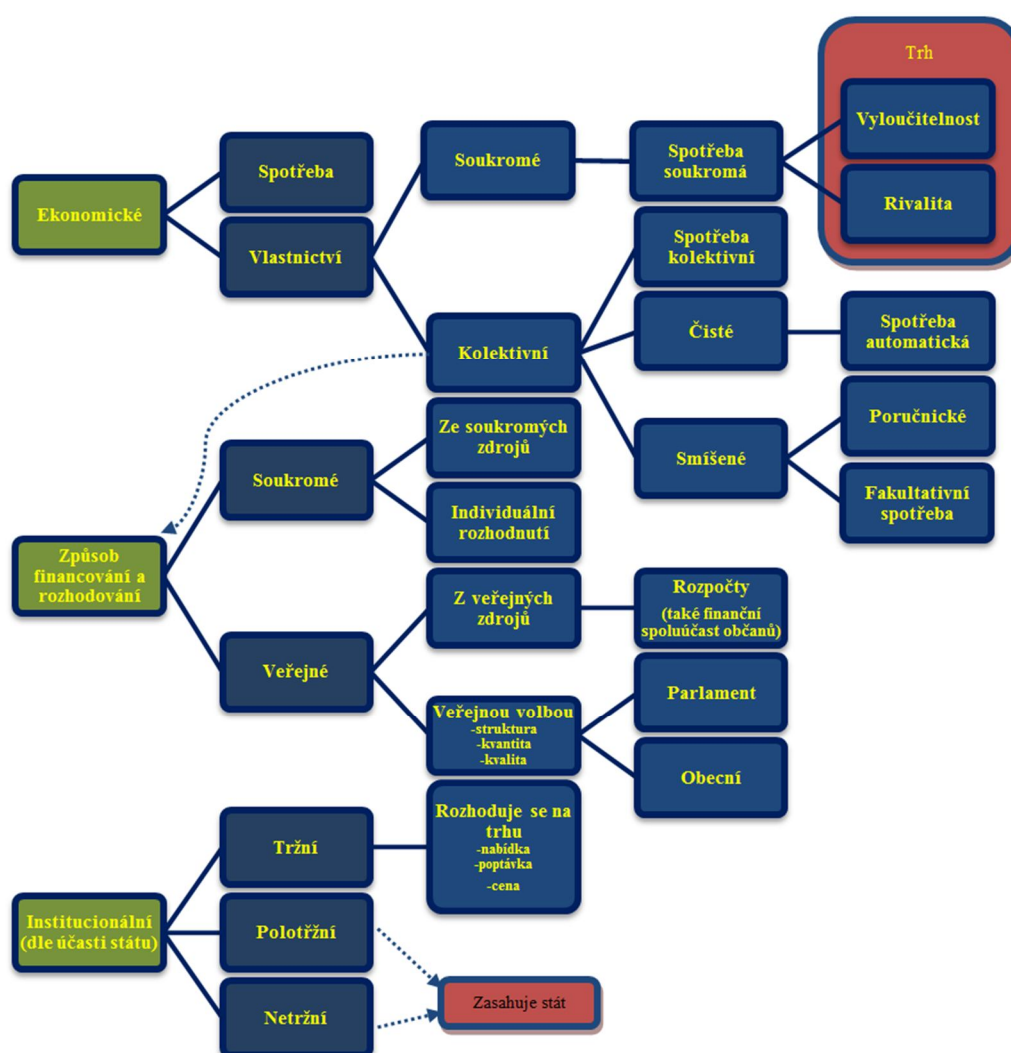 Trh
Vyloučitelnost
Rivalita
Ekonomické
Spotřeba
Vlastnictví
Soukromé
Spotřeba
soukromá
Spotřeba
kolektivní
Kolektivní
Čisté
Spotřeba
automatická
Smíšené
Poručnické
Fakultativní
spotřeba
Způsob
financování a
rozhodování
Soukromé
Ze soukromých
zdrojů
Individuální
rozhodnutí
Veřejné
Z veřejných
zdrojů
Rozpočty
(také finanční
spoluúčast občanů)
Veřejnou volbou
-struktura
-kvantita
-kvalita
Parlament
Obecní
Institucionální
(dle účasti státu)
Tržní
Rozhoduje se na
trhu
-nabídka
-poptávka
-cena
Polotřžní
Netržní
Zasahuje stát